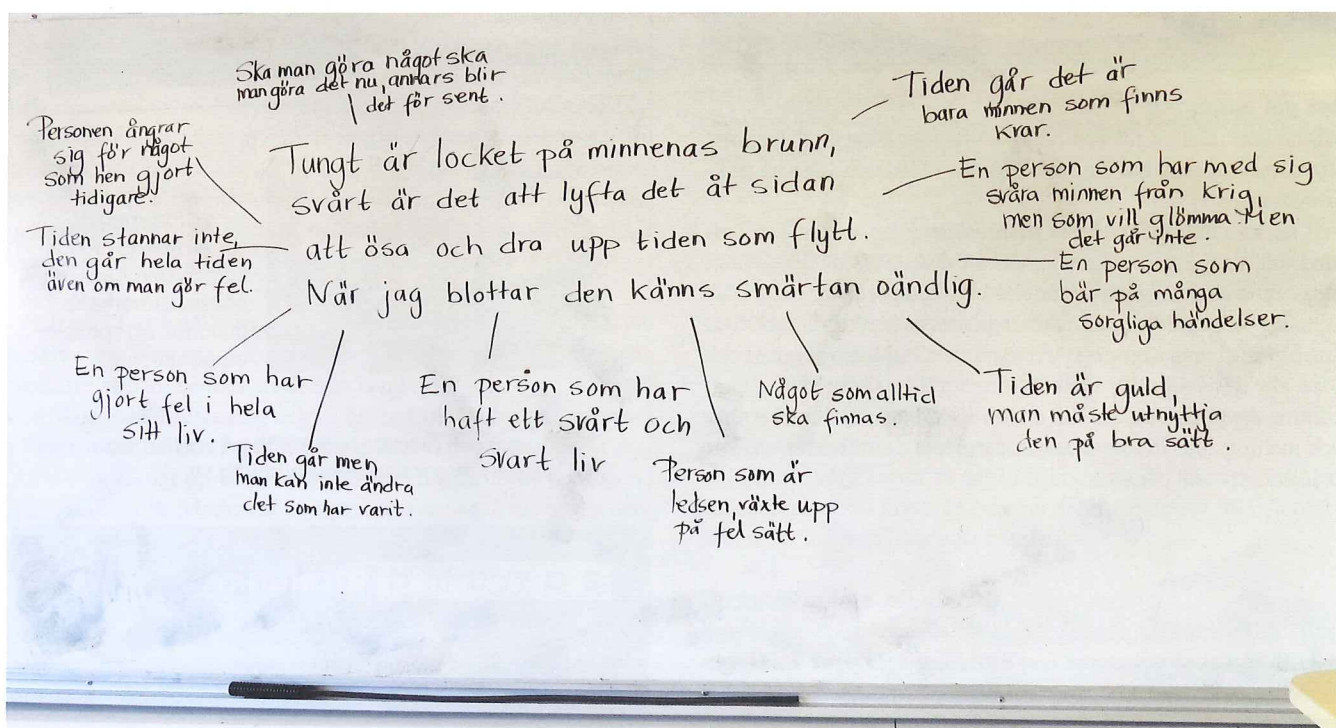 Ska man göra något ska
man göra det nu, annars blir
det för sent.
Tiden går det är
bara minnen som finns
krar.
Personen ångrar
sig för något
som hen gjort
tidigare.
Tungt är locket på minnenas brunn,
svårt är det att lyfta det åt sidan
att ösa och dra upp tiden som flytt.
När jag blottar den känns smärtan oändlig.
En person som har med sig
svåra minnen från krig,
men som vill glömma. Men
det går inte.
Tiden stannar inte,
den går hela tiden
även om man gör fel.
En person som
bär på många
sorgliga händelser.
En person som har
gjort fel i hela
sitt liv.
Tiden går men
man kan inte ändra
det som har varit.
En person som har
haft ett svårt och
svart liv
Person som är
ledsen, växte upp
på fel sätt.
Något som alltid
ska finnas.
Tiden är guld,
man måste utnyttja
den på bra sätt.